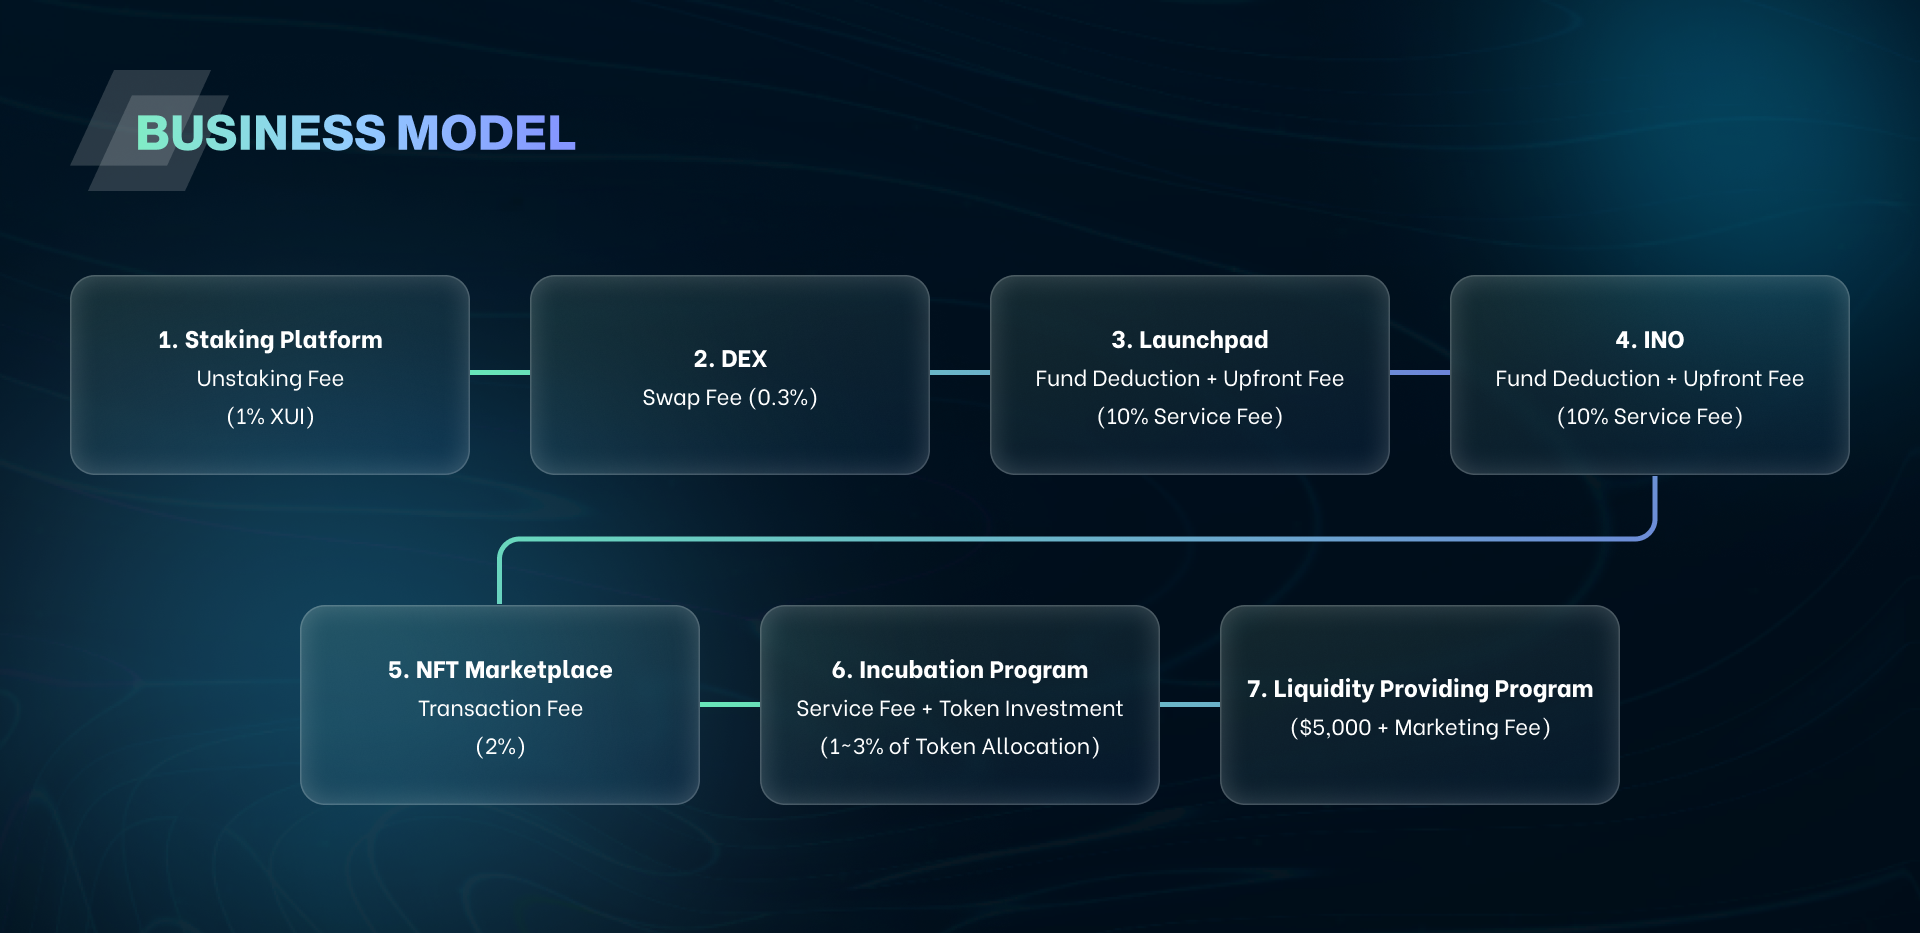 BUSINESS MODEL
1. Staking Platform
Unstaking Fee
(1% XUI)
2. DEX
Swap Fee (0.3%)
3. Launchpad
Fund Deduction + Upfront Fee
(10% Service Fee)
4. INO
Fund Deduction + Upfront Fee
(10% Service Fee)
5. NFT Marketplace
Transaction Fee
(2%)
6. Incubation Program
Service Fee + Token Investment
(1~3% of Token Allocation)
7. Liquidity Providing Program
($5,000 + Marketing Fee)